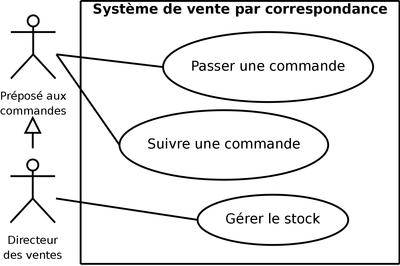 Système de vente par correspondance
Passer une commande
Préposé aux
commandes
Suivre une commande
Gérer le stock
Directeur
des ventes